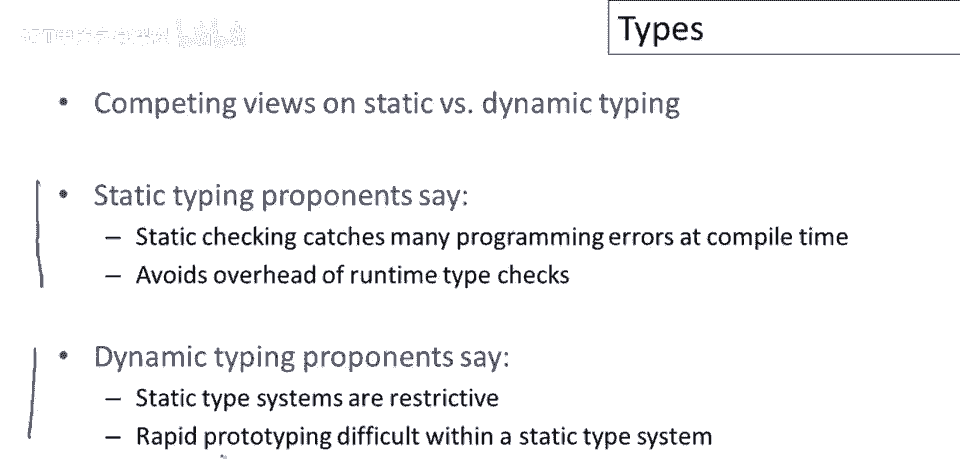 Types
• Competing views on static vs. dynamic typing
• Static typing proponents say:
– Static checking catches many programming errors at compile time
– Avoids overhead of runtime type checks
• Dynamic typing proponents say:
– Static type systems are restrictive
– Rapid prototyping difficult within a static type system